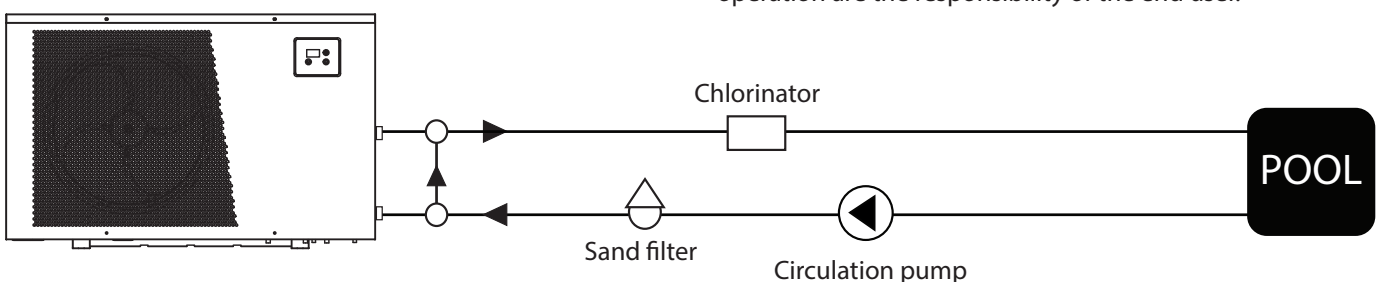 operation are the responsibility of the end user.
Chlorinator
POOL
Sand filter
Circulation pump